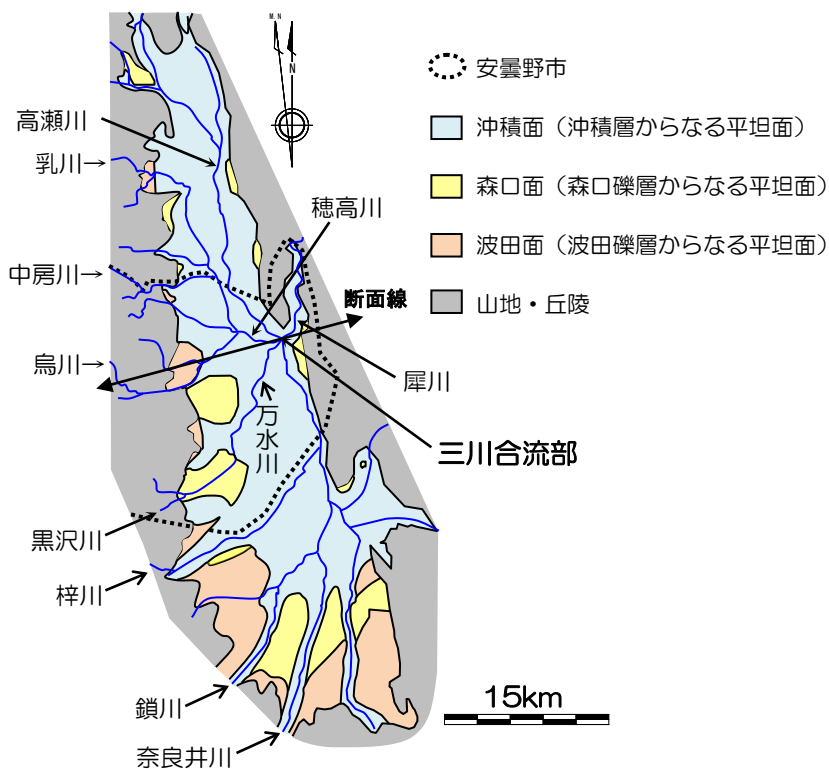 M.N
N
安曇野市
沖積面（沖積層からなる平坦面）
森口面（森口礫層からなる平坦面）
波田面（波田礫層からなる平坦面）
山地・丘陵
高瀬川
乳川→
穂高川
中房川
断面線
烏川→
犀川
万水川
三川合流部
黒沢川
梓川
鎖川
奈良井川
15km